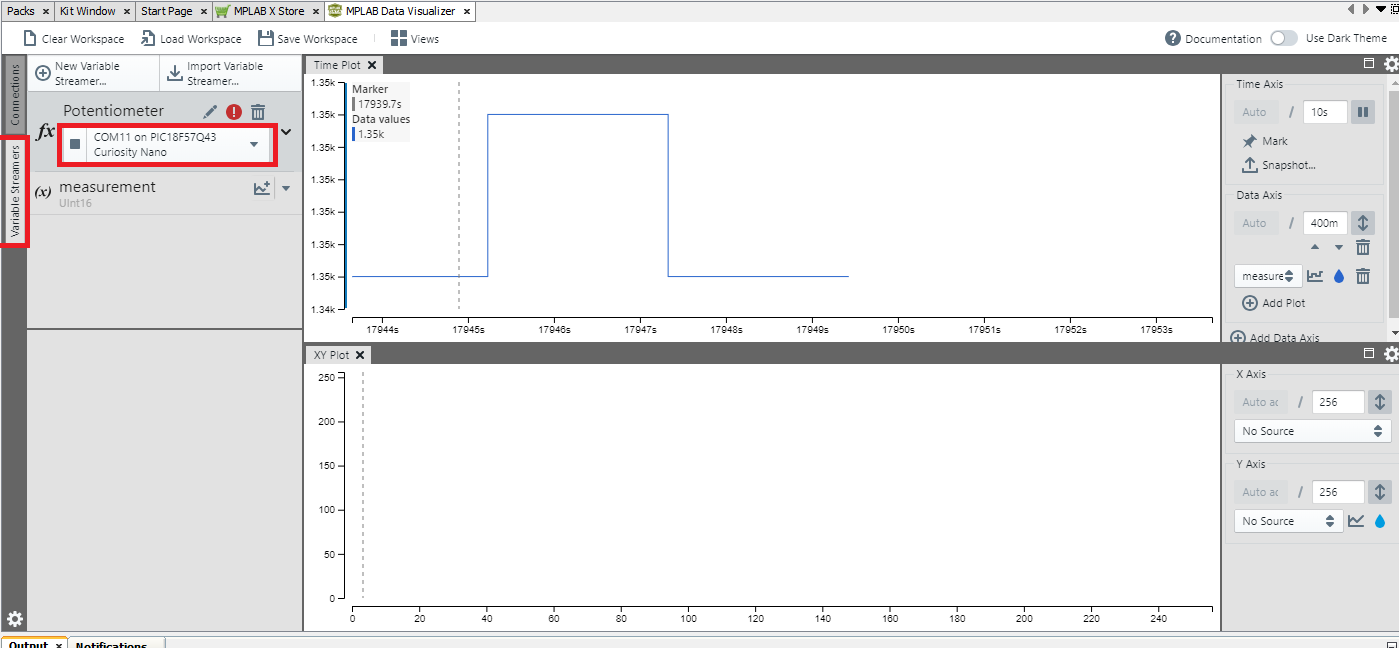 Packs × Kit Window × Start Page × MPLAB X Store × MPLAB Data Visualizer ×
Clear Workspace Load Workspace Save Workspace Views Documentation Use Dark Theme
Connections
Variable Streamers
New Variable
Streamer...
Import Variable
Streamer...
Potentiometer
fx
COM11 on PIC18F57Q43
Curiosity Nano
(x) measurement
UInt16
Time Plot
1.35k
1.35k
1.35k
1.35k
1.35k
1.35k
1.35k
1.34k
Marker
17939.7s
Data values
1.35k
17944s 17945s 17946s 17947s 17948s 17949s 17950s 17951s 17952s 17953s
Time Axis
Auto / 10s
Mark
Snapshot...
Data Axis
Auto / 400m
measure
Add Plot
Add Data Axis
XY Plot
250
200
150
100
50
0
0 20 40 60 80 100 120 140 160 180 200 220 240
X Axis
Auto ac / 256
No Source
Y Axis
Auto ac / 256
No Source
Output × Notifications